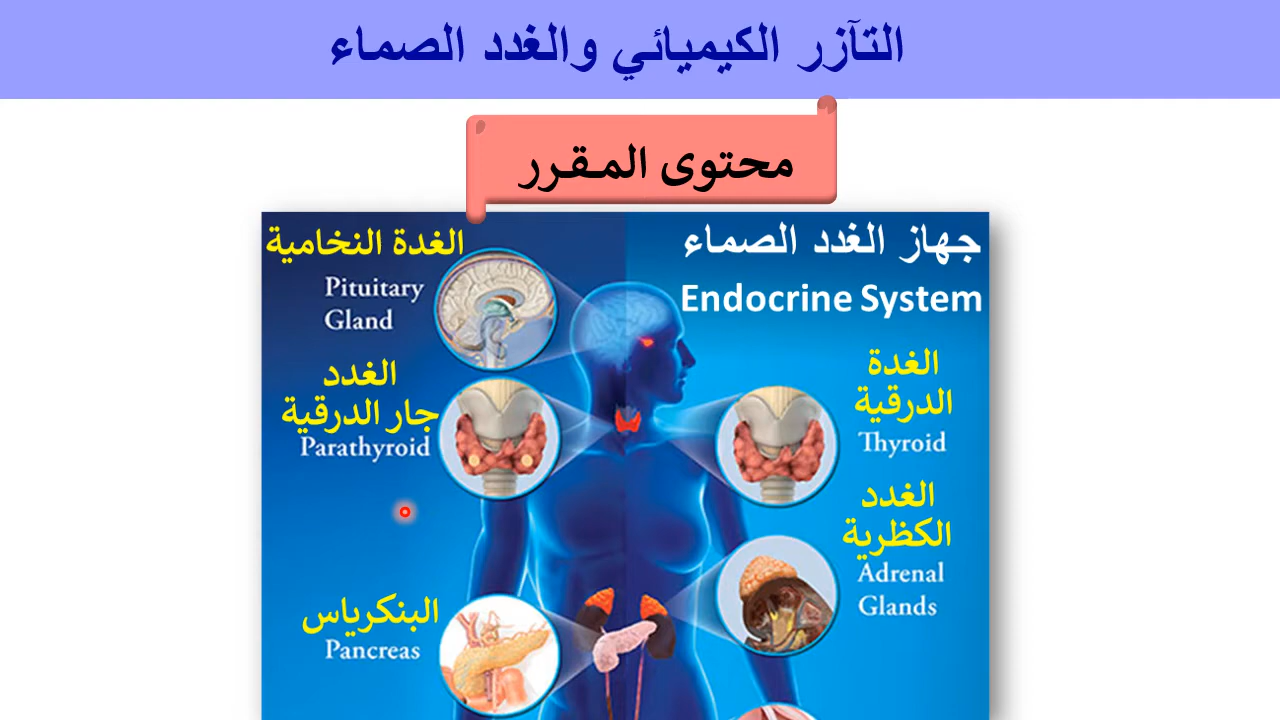 التآزر الكيميائي والغدد الصماء
محتوى المـقـرر
جهاز الغدد الصماء
Endocrine System
الغدة النخامية
Pituitary
Gland
الغدة
الدرقية
Thyroid
الغدد
جار الدرقية
Parathyroid
الغدد
الكظرية
Adrenal
Glands
البنكرياس
Pancreas